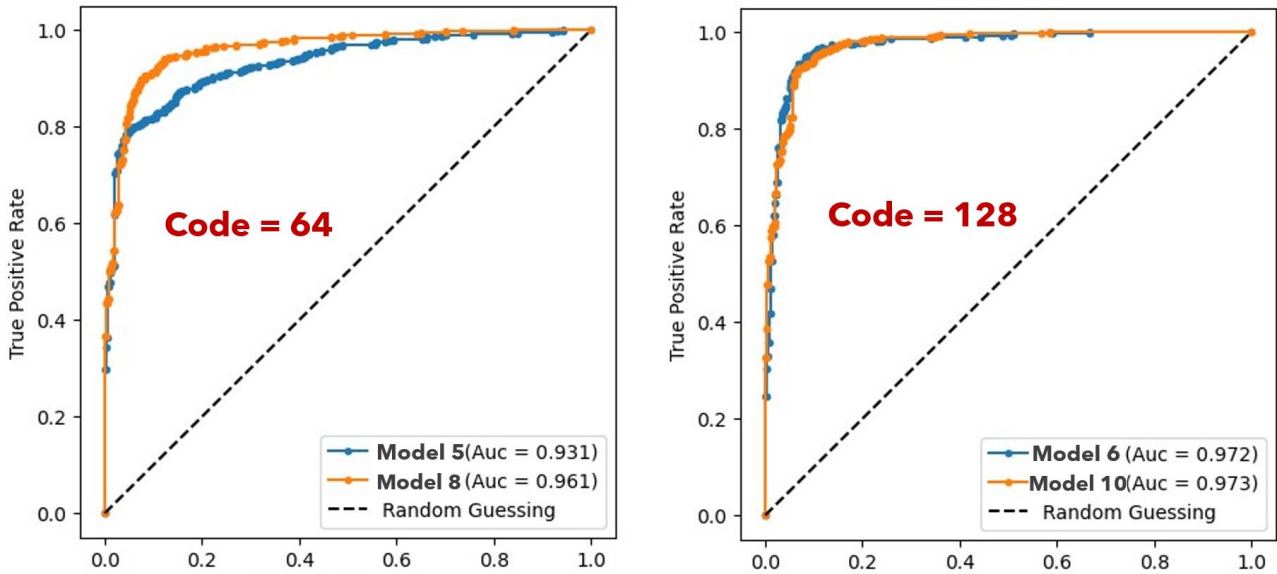 True Positive Rate
1.0
0.8
0.6
0.4
0.2
0.0
Code = 64
Model 5(Auc = 0.931)
Model 8 (Auc = 0.961)
Random Guessing
0.0 0.2 0.4 0.6 0.8 1.0
True Positive Rate
1.0
0.8
0.6
0.4
0.2
0.0
Code = 128
Model 6 (Auc = 0.972)
Model 10(Auc = 0.973)
Random Guessing
0.0 0.2 0.4 0.6 0.8 1.0